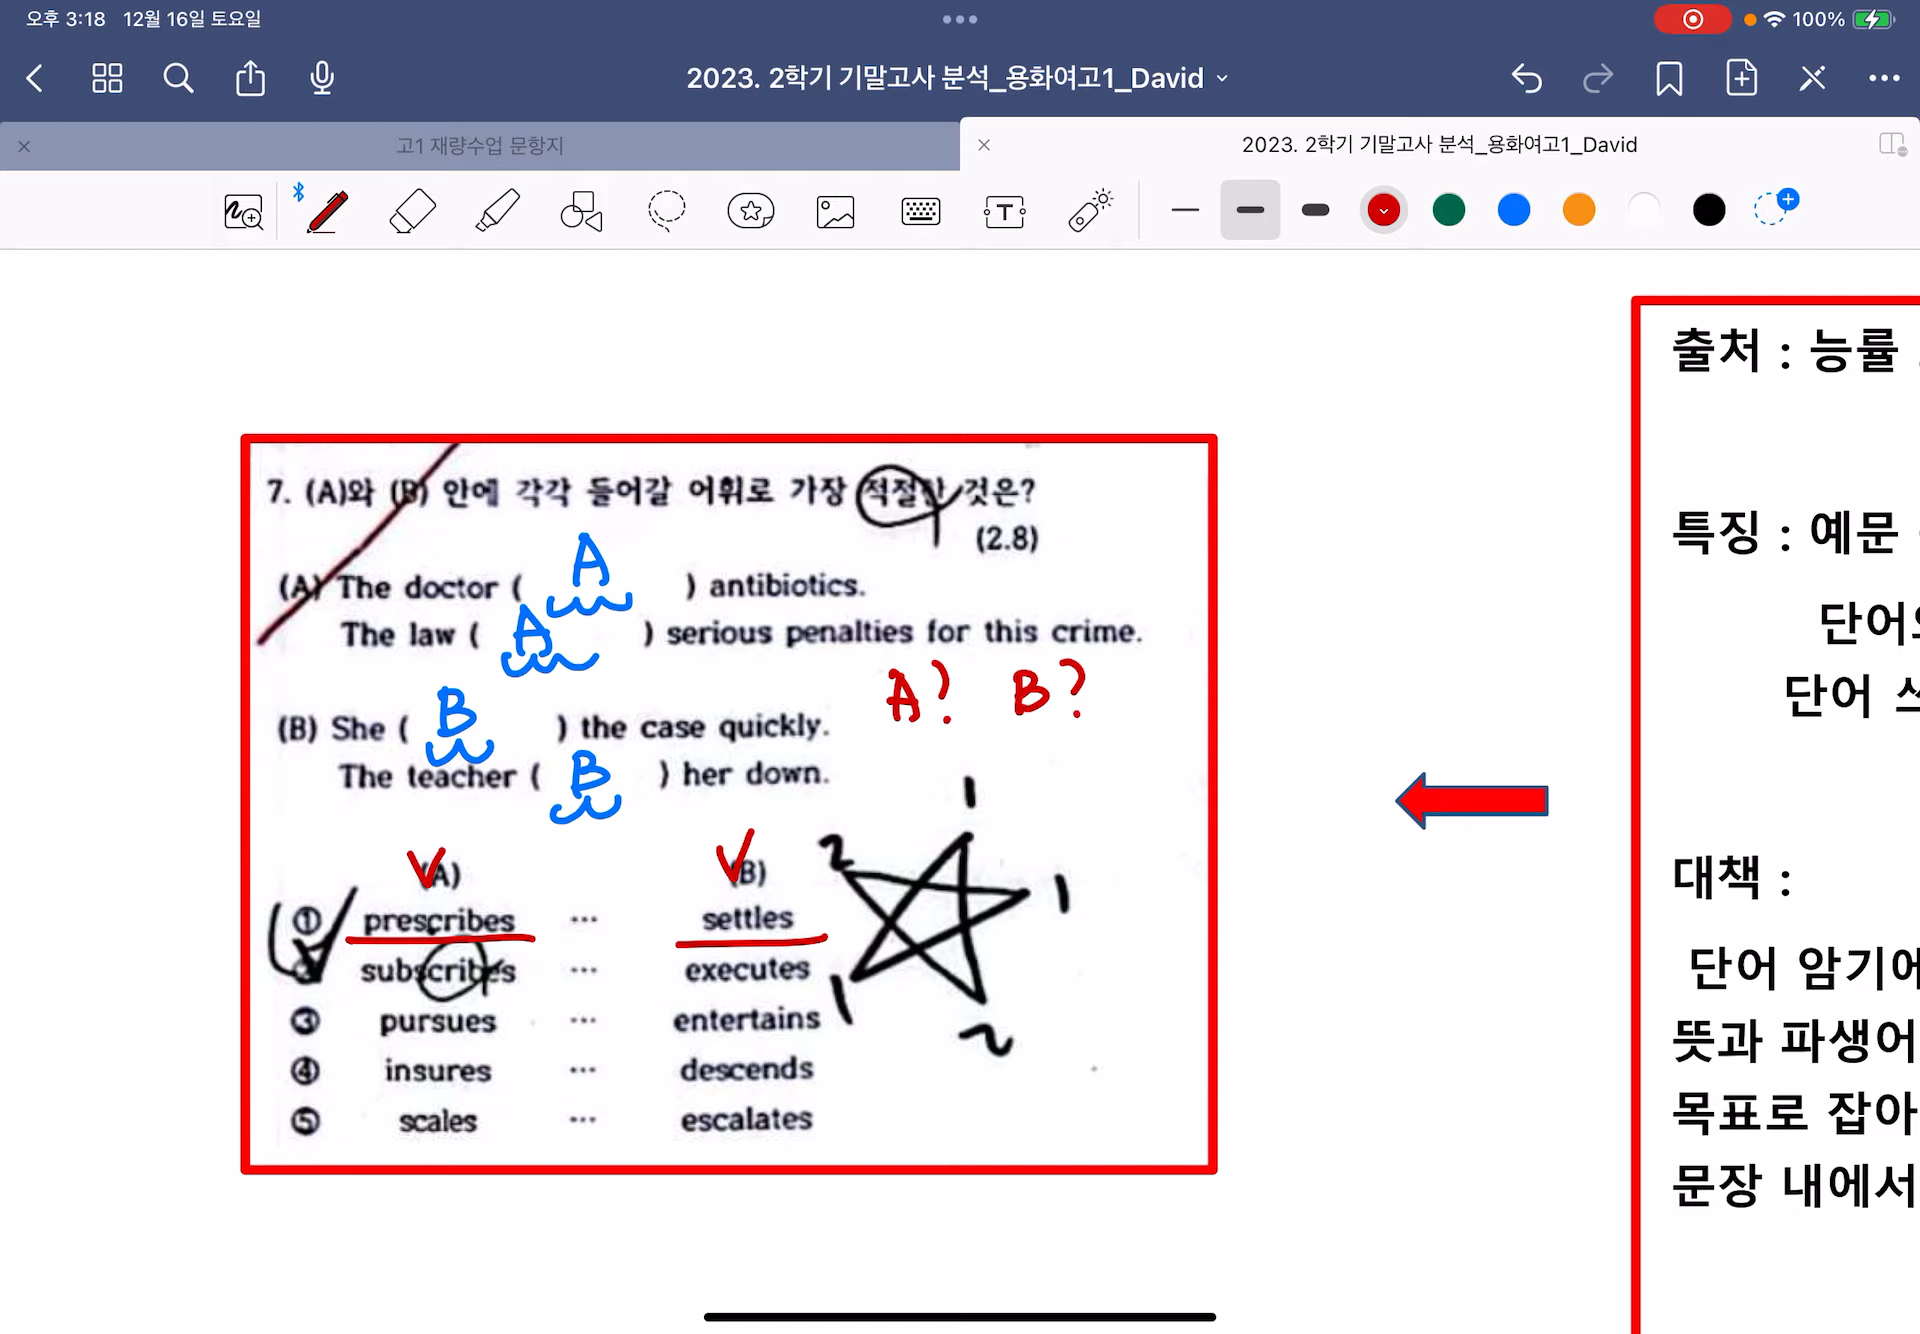 오후 3:18 12월 16일 토요일
100%
2023. 2학기 기말고사 분석_용화여고1_David
고1 재량수업 문항지
2023. 2학기 기말고사 분석_용화여고1_David
7. (A)와 (B) 안에 각각 들어갈 어휘로 가장 적절한 것은?
(2.8)
(A) The doctor ( A ) antibiotics.
The law ( A ) serious penalties for this crime.
A? B?
(B) She ( B ) the case quickly.
The teacher ( B ) her down.
(A) (B)
① prescribes ... settles
② subscribes ... executes
③ pursues ... entertains
④ insures ... descends
⑤ scales ... escalates
1
2
1
1
2
출처 : 능률
특징 : 예문
단어으
단어 쓰
대책 :
단어 암기에
뜻과 파생어
목표로 잡아
문장 내에서